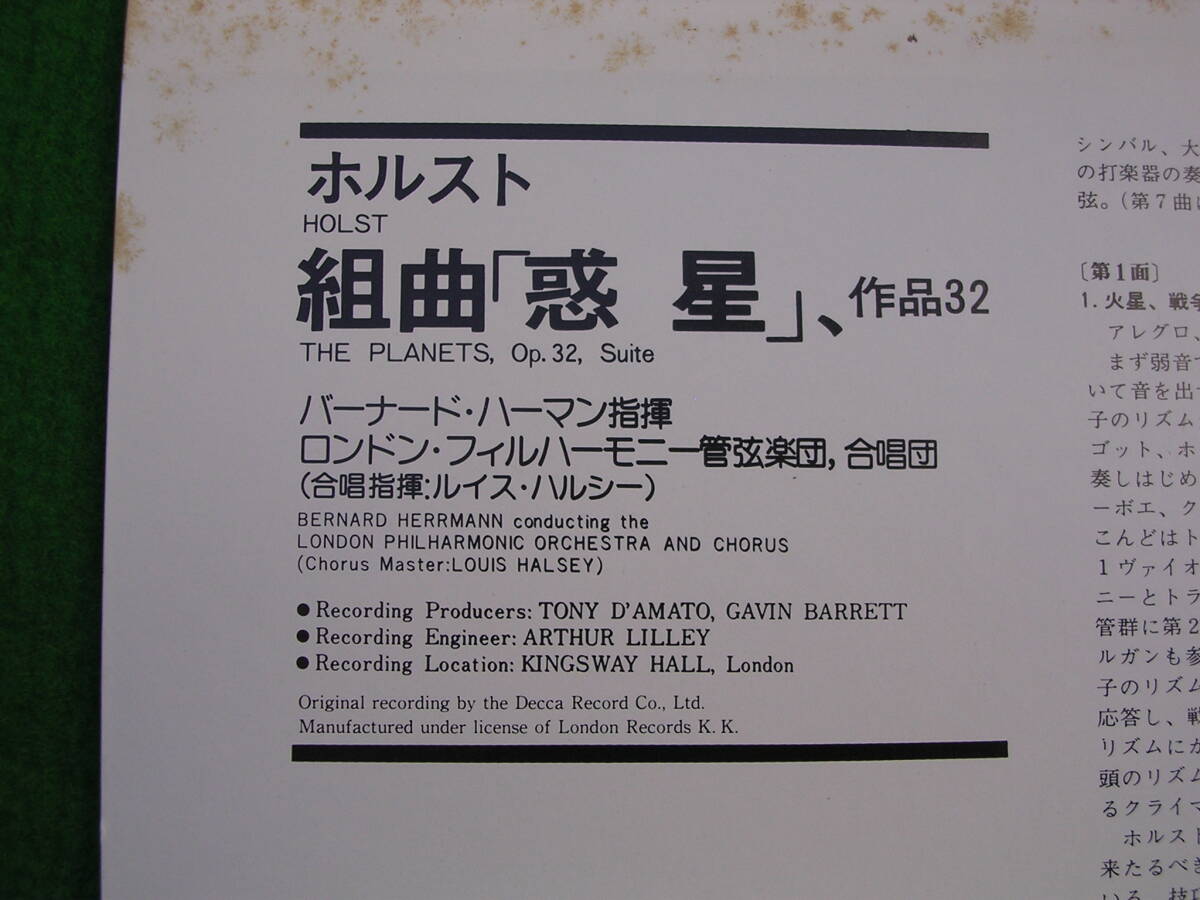 ホルスト
HOLST
組曲「惑 星」、作品32
THE PLANETS, Op. 32, Suite
バーナード・ハーマン指揮
ロンドン・フィルハーモニー管弦楽団, 合唱団
(合唱指揮:ルイス・ハルシー)
BERNARD HERRMANN conducting the
LONDON PHILHARMONIC ORCHESTRA AND CHORUS
(Chorus Master:LOUIS HALSEY)
● Recording Producers: TONY D'AMATO, GAVIN BARRETT
● Recording Engineer: ARTHUR LILLEY
● Recording Location: KINGSWAY HALL, London
Original recording by the Decca Record Co., Ltd.
Manufactured under license of London Records K. K.
シンバル、大
の打楽器の奏
弦。(第7曲に
〔第1面〕
1. 火星、戦争
アレグロ、
まず弱音で
いて音を出せ
子のリズム
ゴット、ホ
奏しはじめ
ーボエ、ク
こんどはト
1ヴァイオ
ニーとトラ
管群に第2
ルガンも参
子のリズム
応答し、戦
リズムにか
頭のリズム
るクライマ
ホルスト
来たるべき
いる。技巧